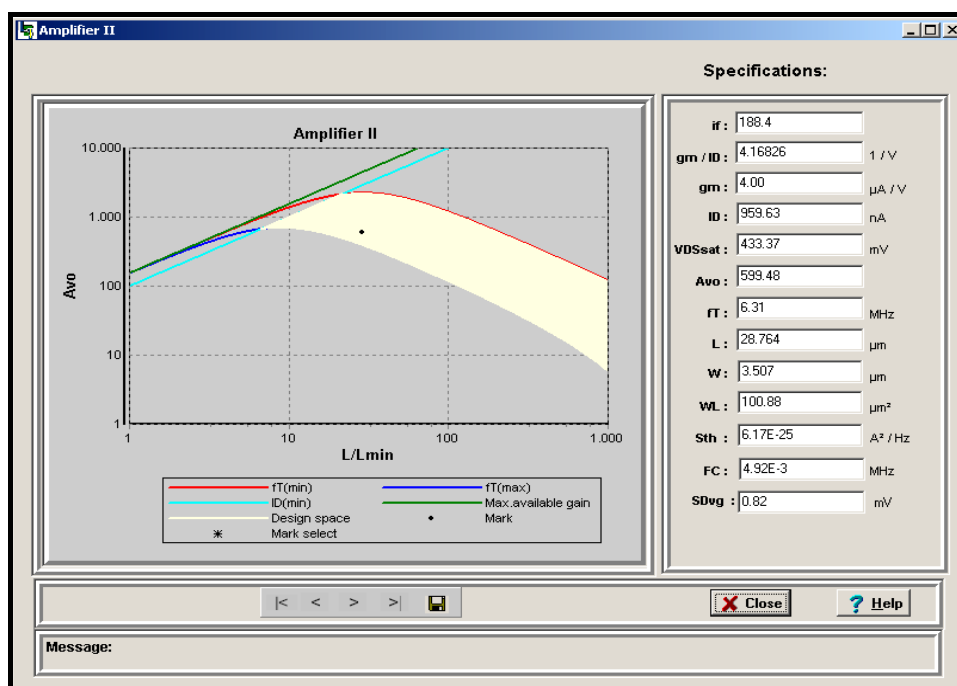 Amplifier II
Specifications:
Amplifier II
10.000
1.000
100
10
1
Avo
1
10
100
1.000
L/Lmin
fT(min)
fT(max)
ID(min)
Max.available gain
Design space
Mark
Mark select
if : 188.4
gm / ID : 4.16826 1 / V
gm : 4.00 µA / V
ID : 959.63 nA
VDSsat : 433.37 mV
Avo : 599.48
fT : 6.31 MHz
L : 28.764 µm
W : 3.507 µm
WL : 100.88 µm²
Sth : 6.17E-25 A² / Hz
FC : 4.92E-3 MHz
SDvg : 0.82 mV
|< < > >|
Close
? Help
Message: